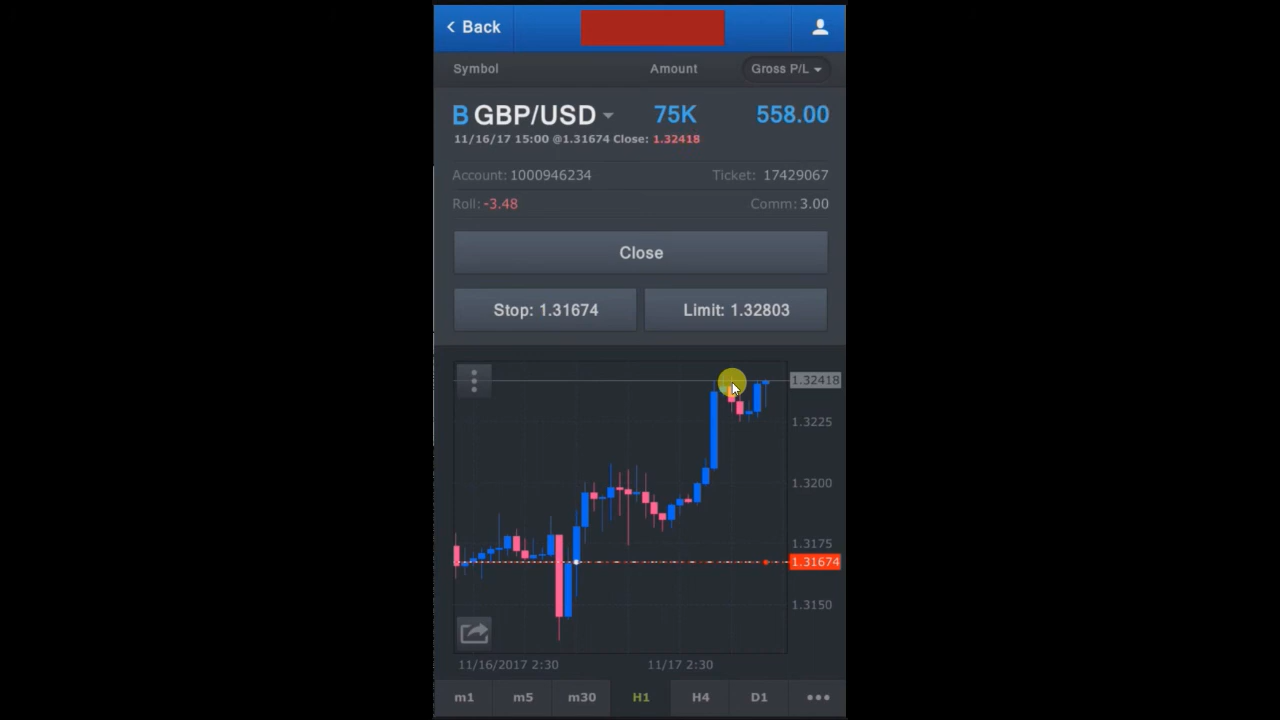 Back
Symbol Amount Gross P/L
B GBP/USD 75K 558.00
11/16/17 15:00 @1.31674 Close: 1.32418
Account: 1000946234 Ticket: 17429067
Roll: -3.48 Comm: 3.00
Close
Stop: 1.31674 Limit: 1.32803
1.32418
1.3225
1.3200
1.3175
1.31674
1.3150
11/16/2017 2:30 11/17 2:30
m1 m5 m30 H1 H4 D1